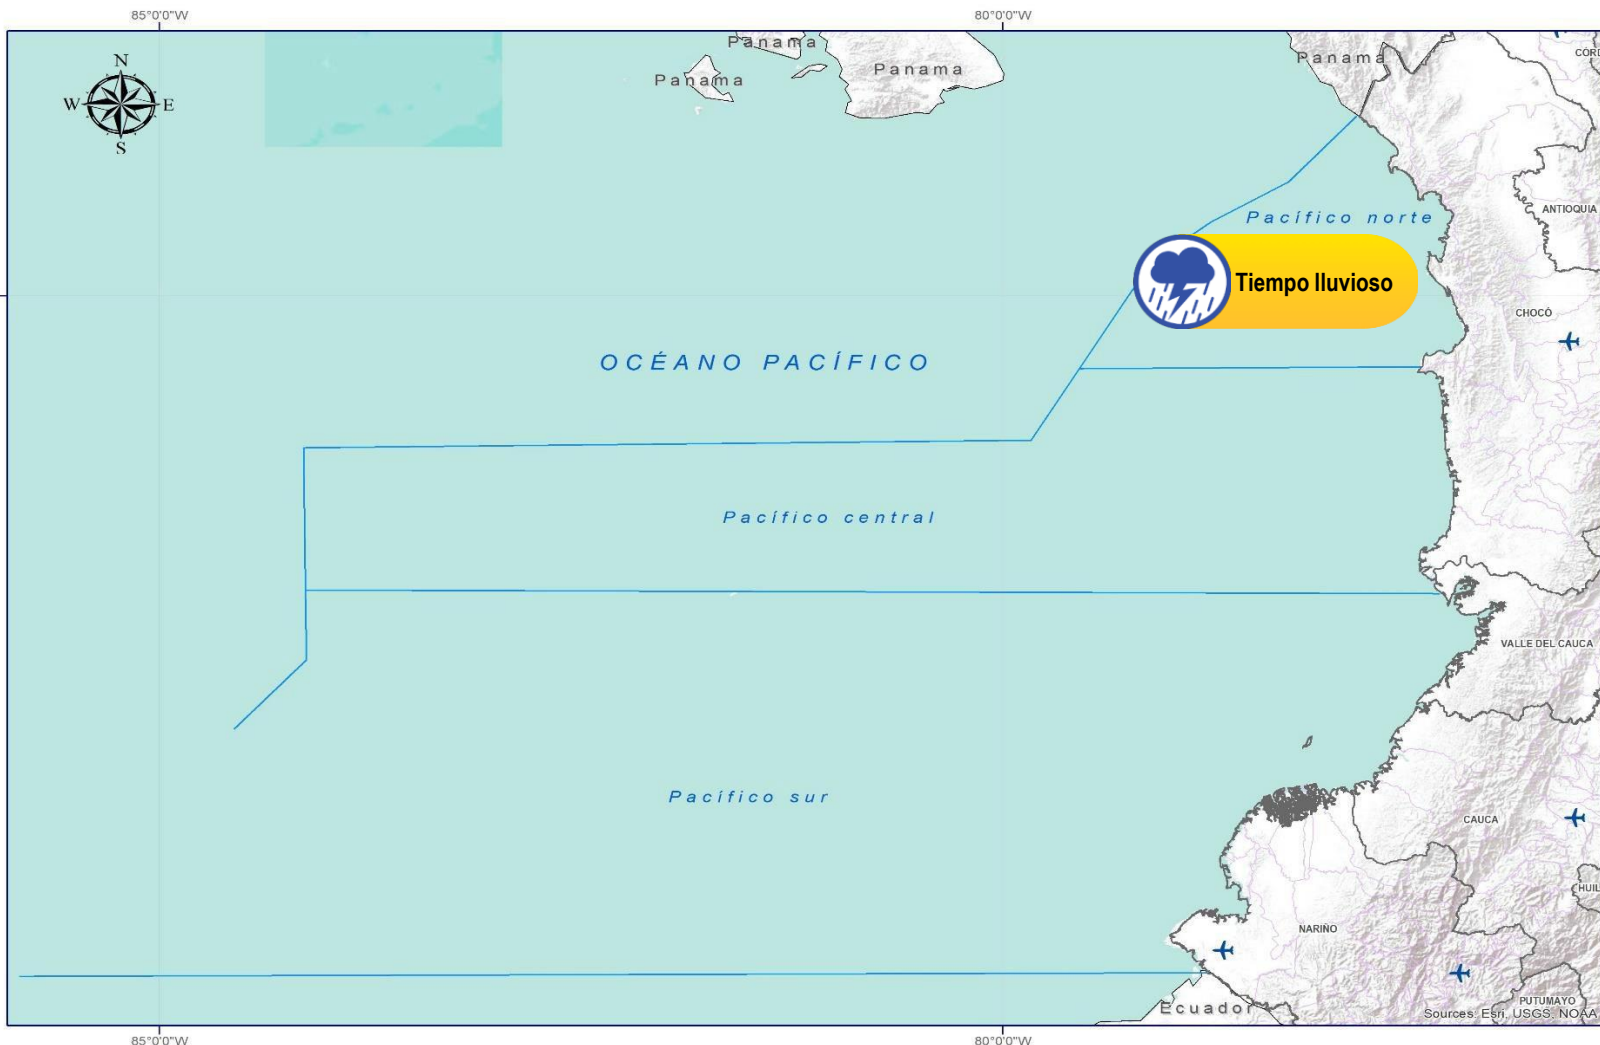 85°0'0"W
80°0'0"W
Panama
Panama
Panama
Panama
CÓRD
N
W
E
S
ANTIOQUIA
Pacífico norte
Tiempo lluvioso
CHOCÓ
OCÉANO PACÍFICO
Pacífico central
VALLE DEL CAUCA
Pacífico sur
CAUCA
HUIL
NARIÑO
Ecuador
PUTUMAYO
Sources: Esri, USGS, NOAA
85°0'0"W
80°0'0"W